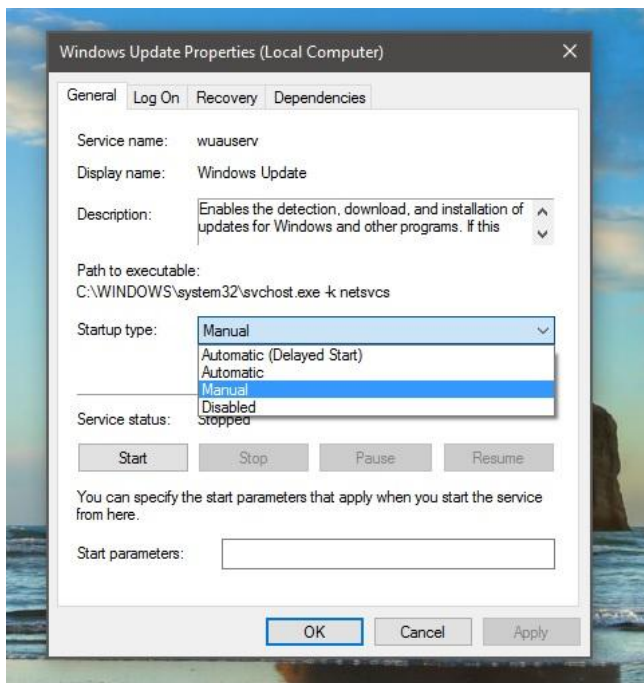 Windows Update Properties (Local Computer)
General Log On Recovery Dependencies
Service name: wuauserv
Display name: Windows Update
Description: Enables the detection, download, and installation of
updates for Windows and other programs. If this
Path to executable:
C:\WINDOWS\system32\svchost.exe -k netsvcs
Startup type: Manual
Automatic (Delayed Start)
Automatic
Manual
Disabled
Service status: Stopped
Start Stop Pause Resume
You can specify the start parameters that apply when you start the service
from here.
Start parameters:
OK Cancel Apply